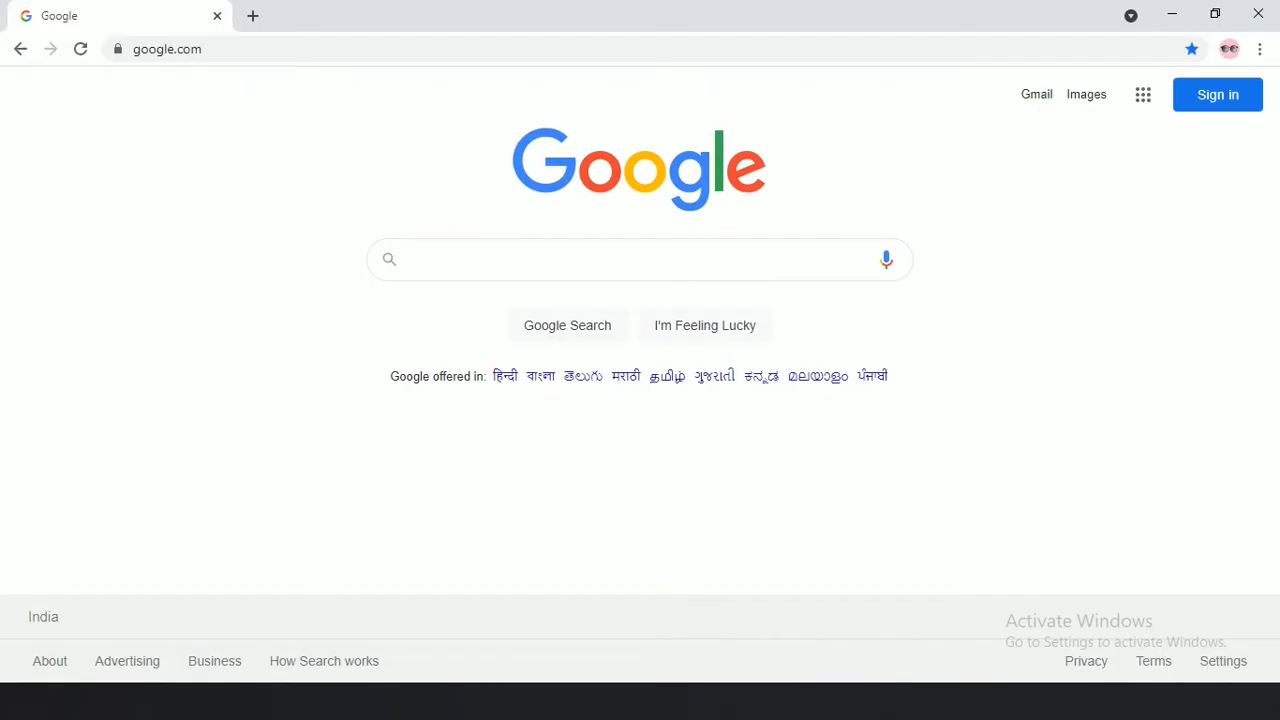 Google
google.com
Gmail Images Sign in
Google
Google Search I'm Feeling Lucky
Google offered in: हिन्दी বাংলা తెలుగు मराठी தமிழ் ગુજરાતી ಕನ್ನಡ മലയാളം ਪੰਜਾਬੀ
India
Activate Windows
Go to Settings to activate Windows.
About Advertising Business How Search works Privacy Terms Settings